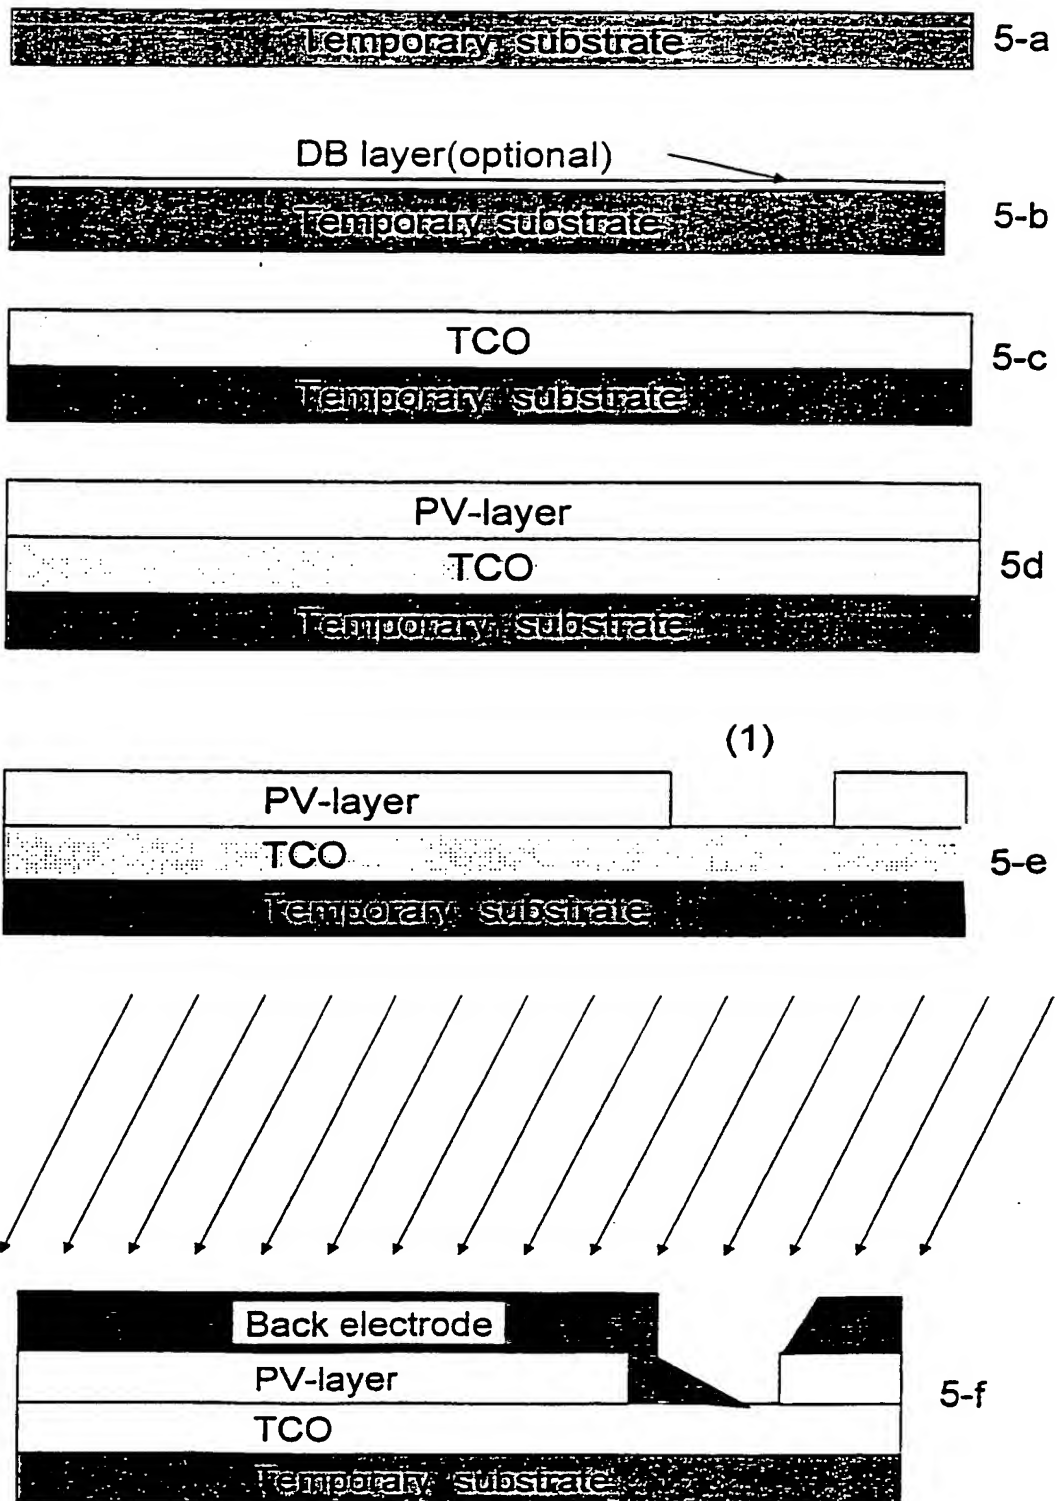 Temporary substrate 5-a
DB layer(optional)
Temporary substrate 5-b
TCO 5-c
Temporary substrate
PV-layer
TCO 5d
Temporary substrate
(1)
PV-layer
TCO 5-e
Temporary substrate
Back electrode
PV-layer 5-f
TCO
Temporary substrate